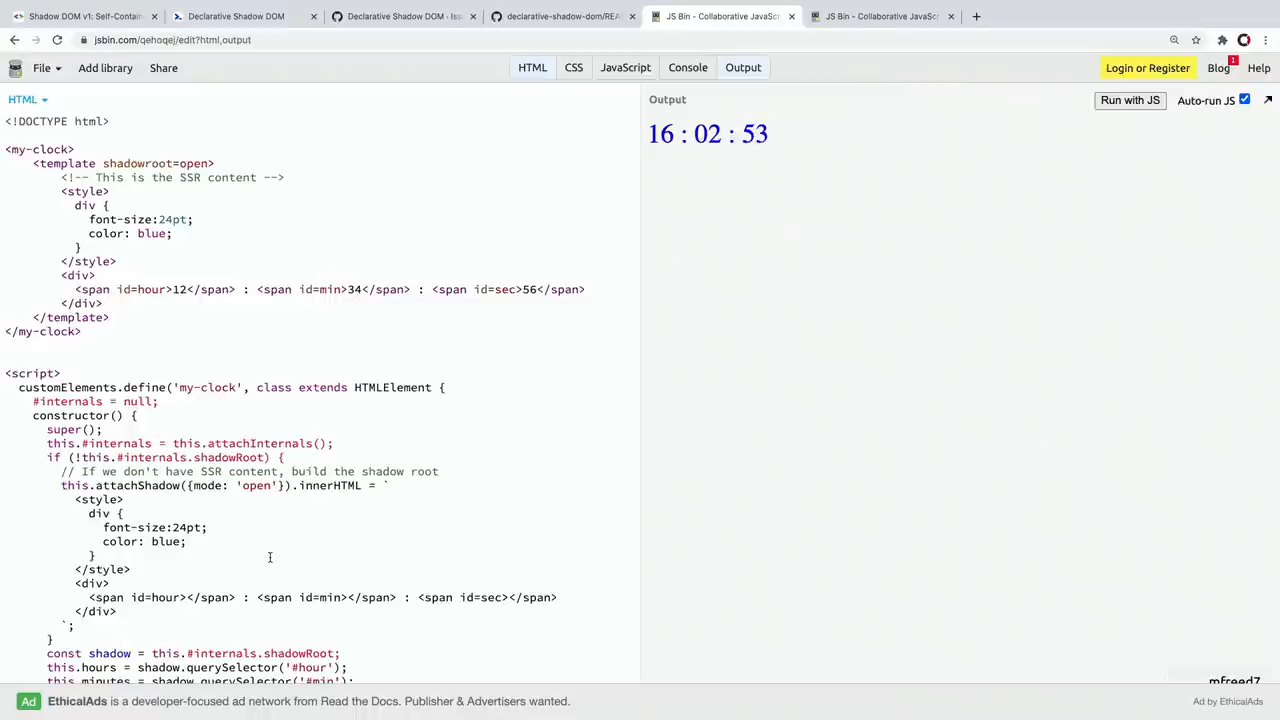 Shadow DOM v1: Self-Contain
Declarative Shadow DOM
Declarative Shadow DOM · Iss
declarative-shadow-dom/REA
JS Bin - Collaborative JavaScr
JS Bin - Collaborative JavaSc
jsbin.com/qehoqej/edit?html,output
File
Add library
Share
HTML
CSS
JavaScript
Console
Output
Login or Register
Blog
1
Help
HTML
<!DOCTYPE html>
<my-clock>
<template shadowroot=open>
<!-- This is the SSR content -->
<style>
div {
font-size:24pt;
color: blue;
}
</style>
<div>
<span id=hour>12</span> : <span id=min>34</span> : <span id=sec>56</span>
</div>
</template>
</my-clock>
<script>
customElements.define('my-clock', class extends HTMLElement {
#internals = null;
constructor() {
super();
this.#internals = this.attachInternals();
if (!this.#internals.shadowRoot) {
// If we don't have SSR content, build the shadow root
this.attachShadow({mode: 'open'}).innerHTML = `
<style>
div {
font-size:24pt;
color: blue;
}
</style>
<div>
<span id=hour></span> : <span id=min></span> : <span id=sec></span>
</div>
`;
}
const shadow = this.#internals.shadowRoot;
this.hours = shadow.querySelector('#hour');
this.minutes = shadow.querySelector('#min');
Output
Run with JS
Auto-run JS
16 : 02 : 53
mfreed7
Ad
EthicalAds is a developer-focused ad network from Read the Docs. Publisher & Advertisers wanted.
Ad by EthicalAds